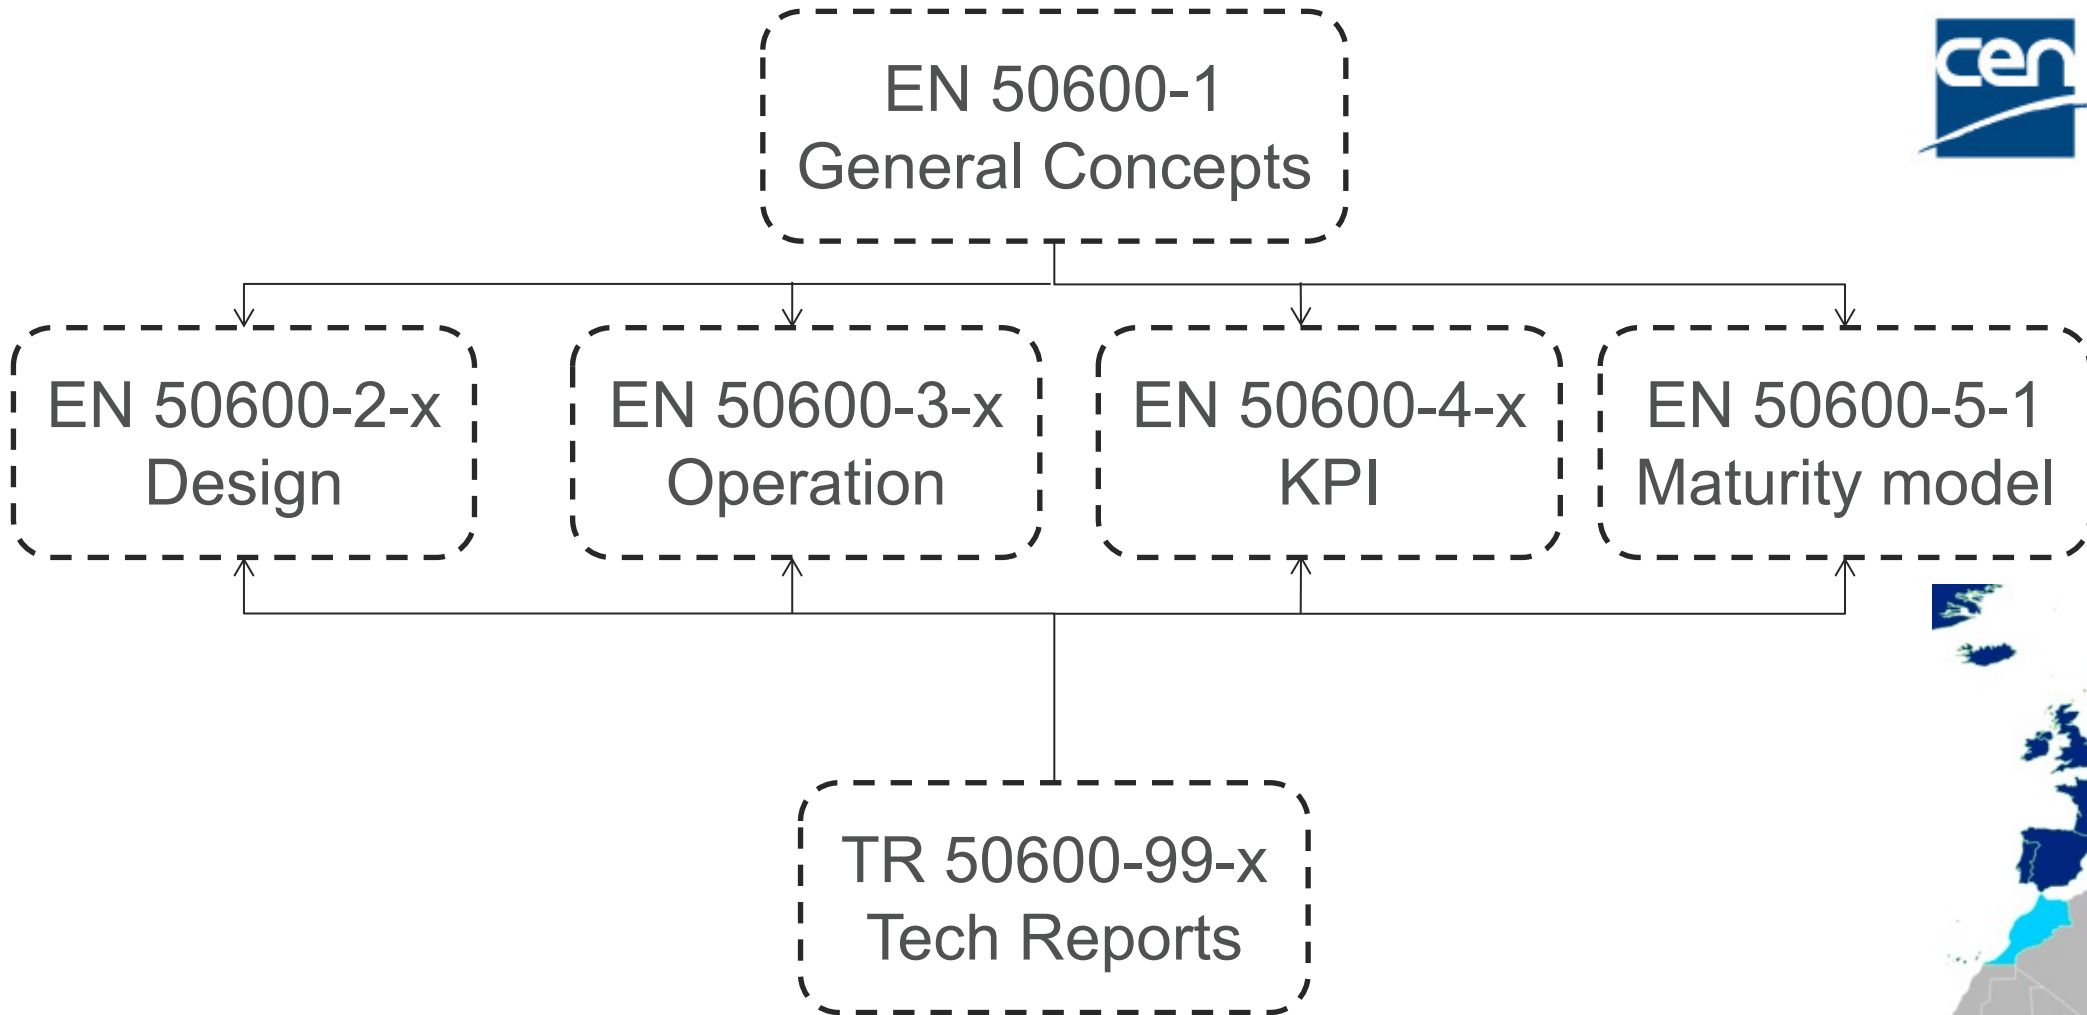 EN 50600-1
General Concepts
cen
EN 50600-2-x
Design
EN 50600-3-x
Operation
EN 50600-4-x
KPI
EN 50600-5-1
Maturity model
TR 50600-99-x
Tech Reports